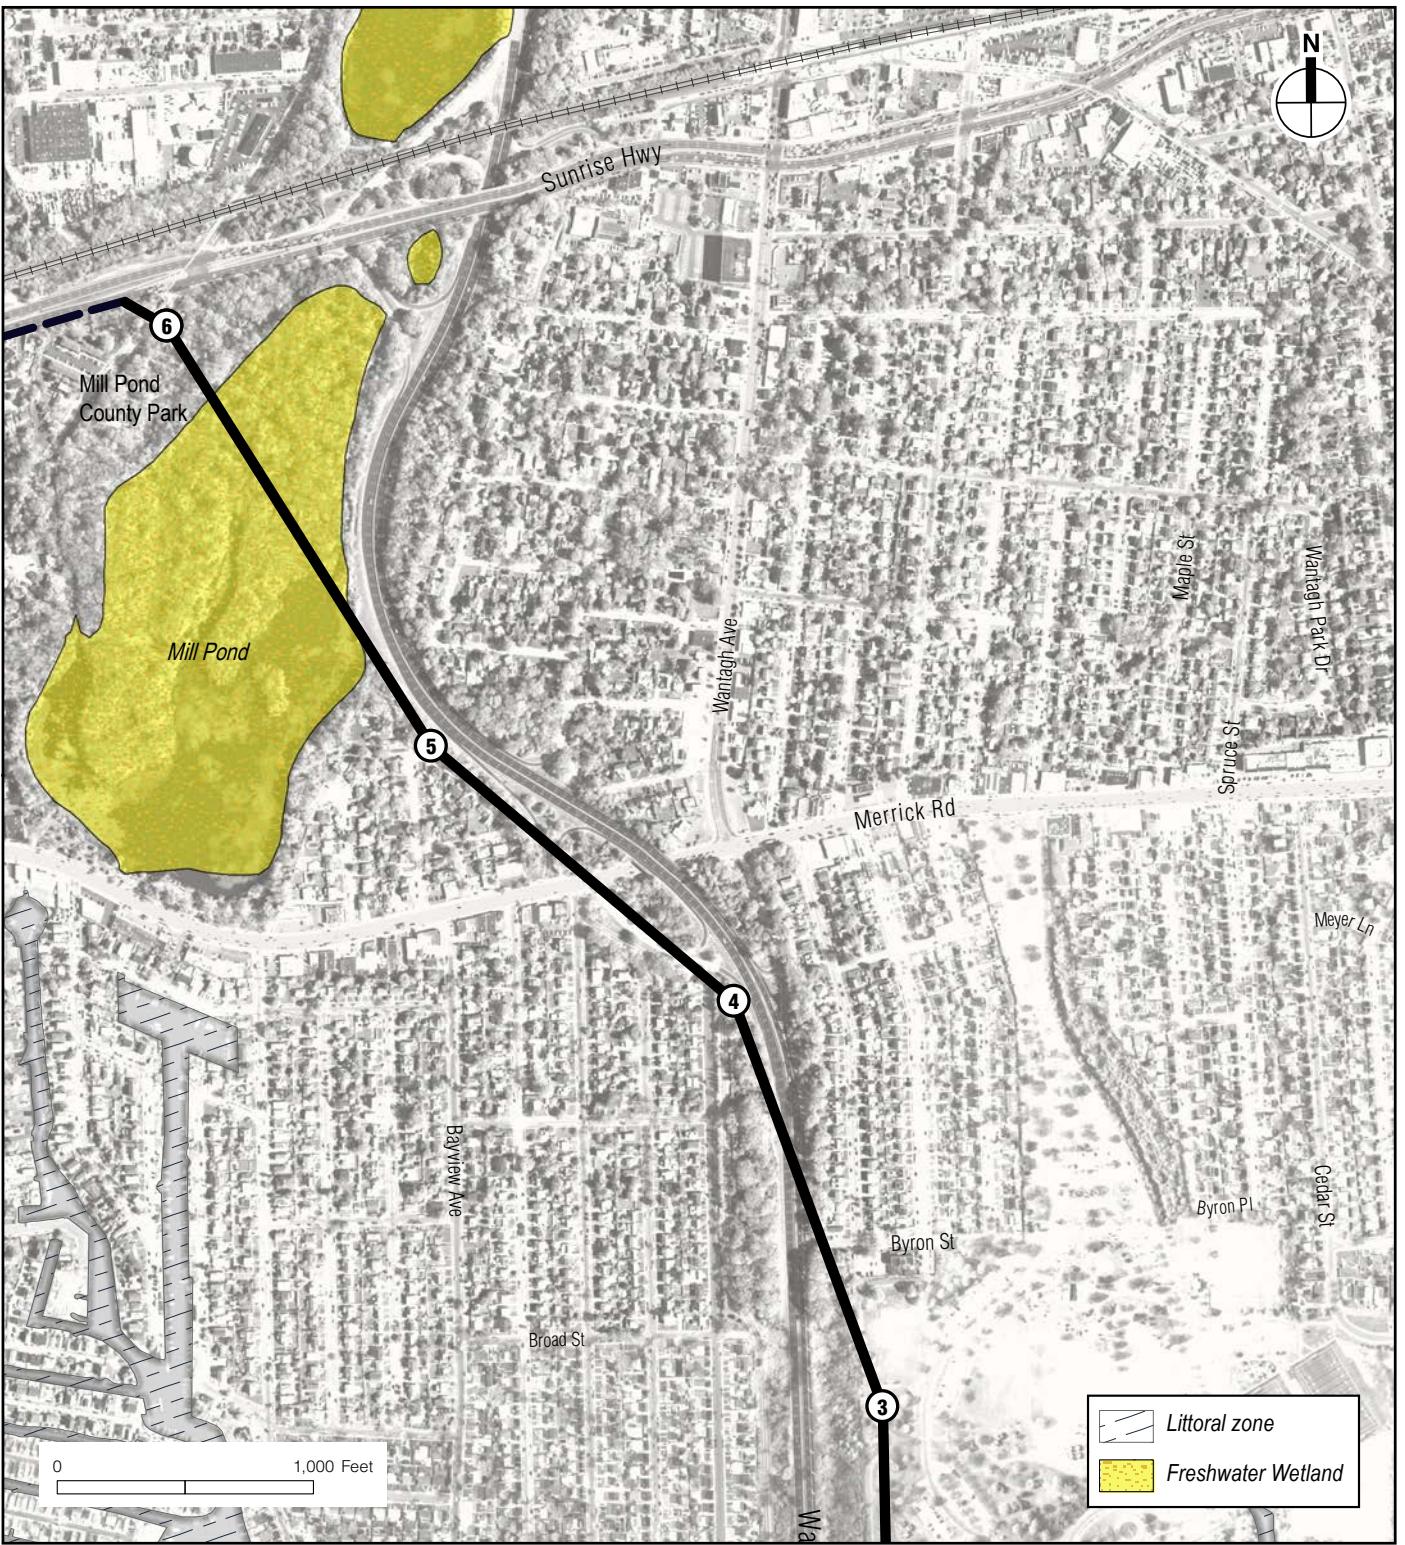 N
Sunrise Hwy
6
Mill Pond
County Park
Maple St
Wantagh Park Dr
Wantagh Ave
Mill Pond
Spruce St
5
Merrick Rd
Meyer Ln
4
Bayview Ave
Cedar St
Byron Pl
Byron St
Broad St
3
Littoral zone
0 1,000 Feet
Freshwater Wetland
Wa